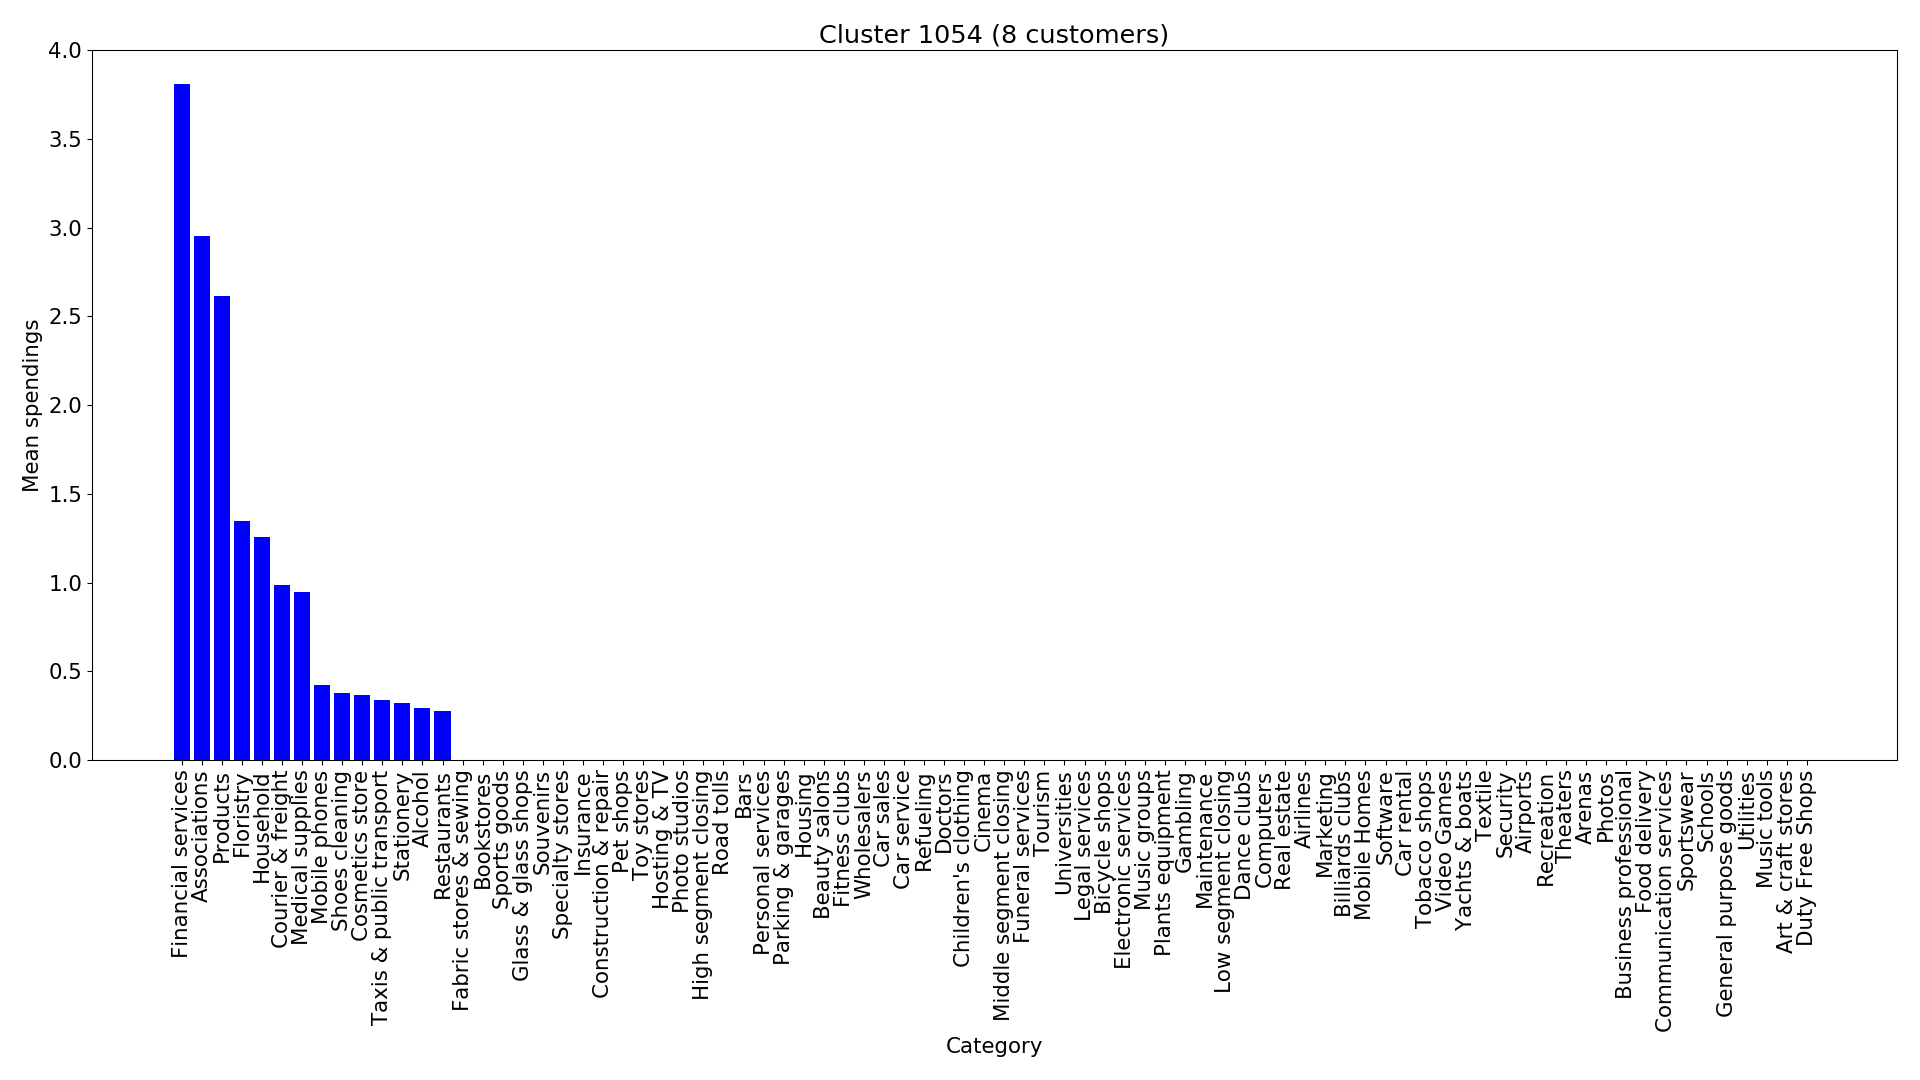 Cluster 1054 (8 customers)
4.0
3.5
3.0
2.5
2.0
1.5
1.0
0.5
0.0
Mean spendings
Financial services
Associations
Products
Floristry
Household
Courier & freight
Medical supplies
Mobile phones
Shoes cleaning
Cosmetics store
Taxis & public transport
Stationery
Alcohol
Restaurants
Fabric stores & sewing
Bookstores
Sports goods
Glass & glass shops
Souvenirs
Specialty stores
Insurance
Construction & repair
Pet shops
Toy stores
Hosting & TV
Photo studios
High segment closing
Road tolls
Bars
Personal services
Parking & garages
Housing
Beauty salons
Fitness clubs
Wholesalers
Car sales
Car service
Refueling
Doctors
Children's clothing
Cinema
Middle segment closing
Funeral services
Tourism
Universities
Legal services
Bicycle shops
Electronic services
Music groups
Plants equipment
Gambling
Maintenance
Low segment closing
Dance clubs
Computers
Real estate
Airlines
Marketing
Billiards clubs
Mobile Homes
Software
Car rental
Tobacco shops
Video Games
Yachts & boats
Textile
Security
Airports
Recreation
Theaters
Arenas
Photos
Business professional
Food delivery
Communication services
Sportswear
Schools
General purpose goods
Utilities
Music tools
Art & craft stores
Duty Free Shops
Category